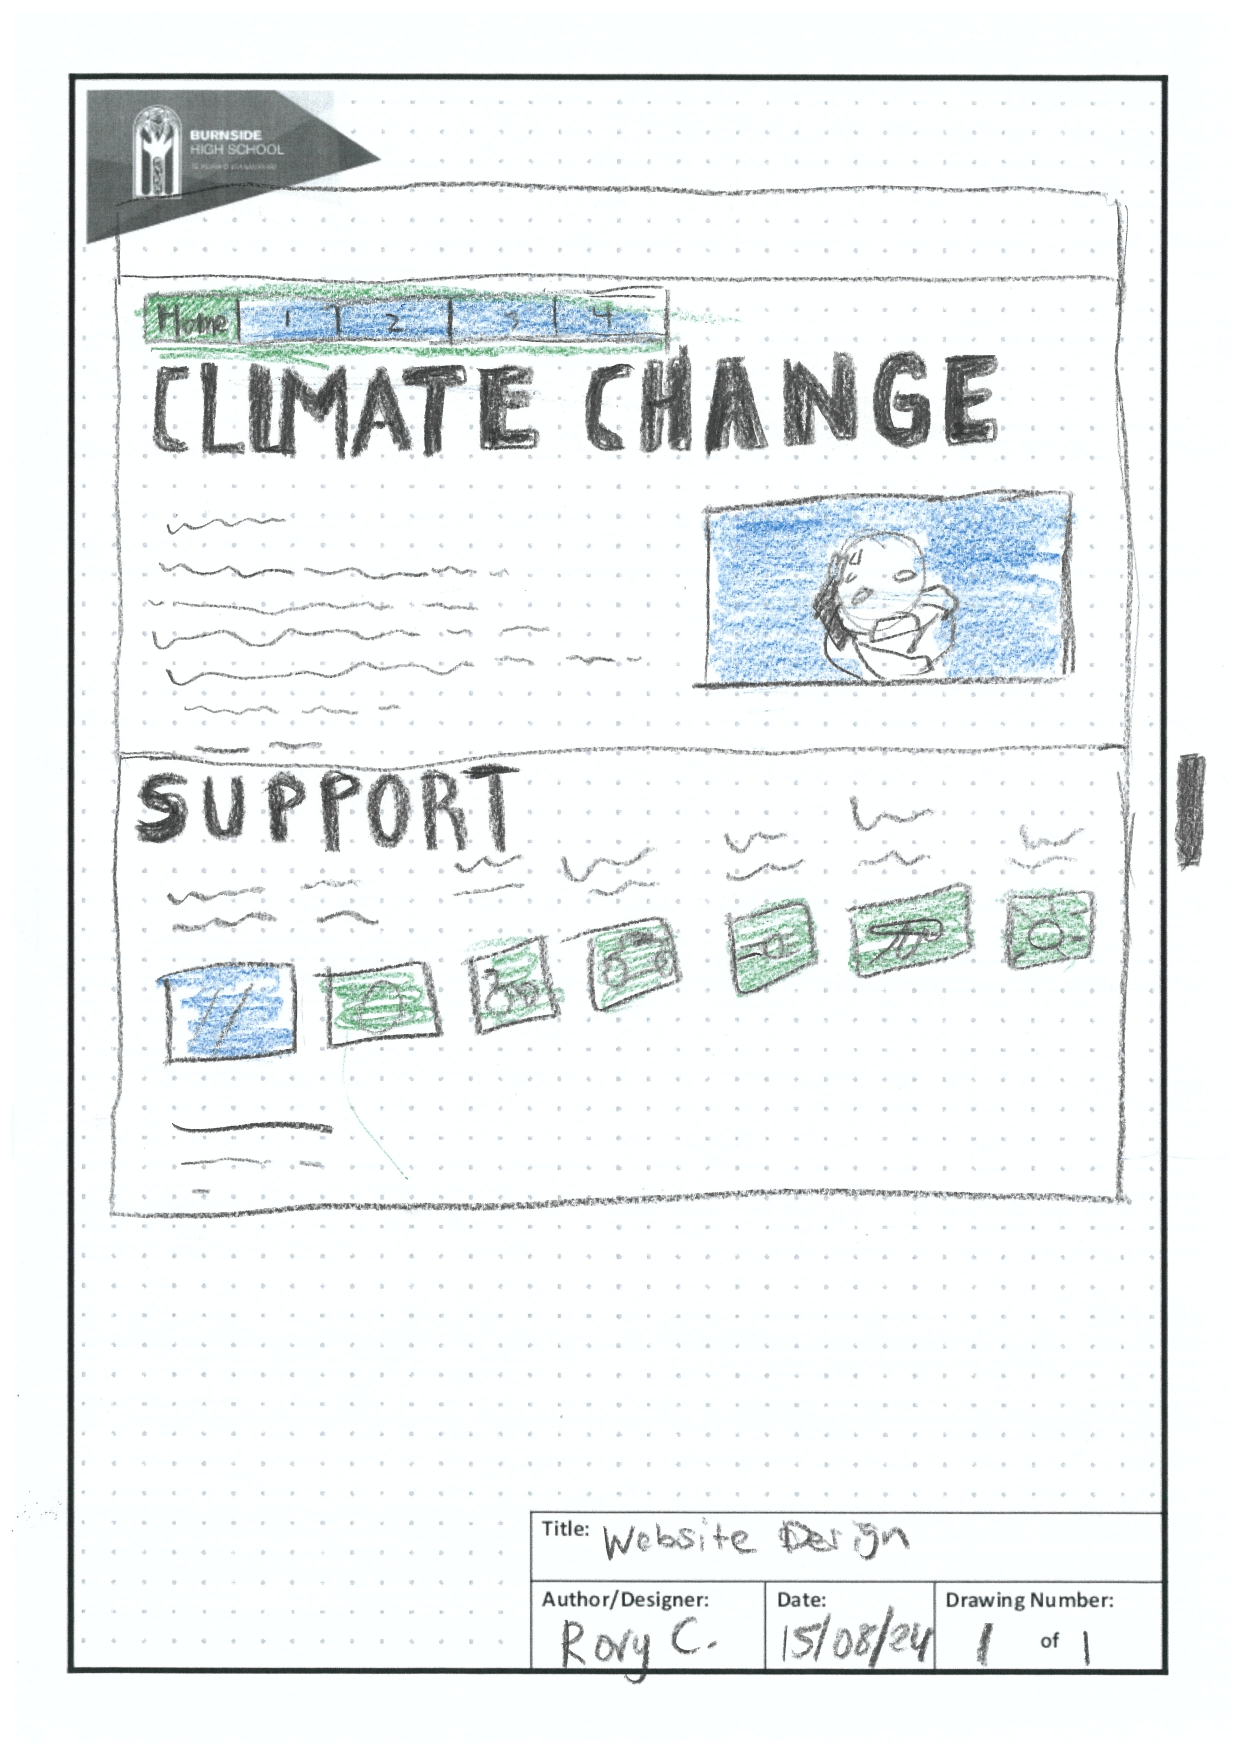 BURNSIDE
HIGH SCHOOL
Home 1 2 3 4
CLIMATE CHANGE
SUPPORT
Title: Website Design
Author/Designer: Date: Drawing Number:
Rory C. 15/08/24 1 of 1